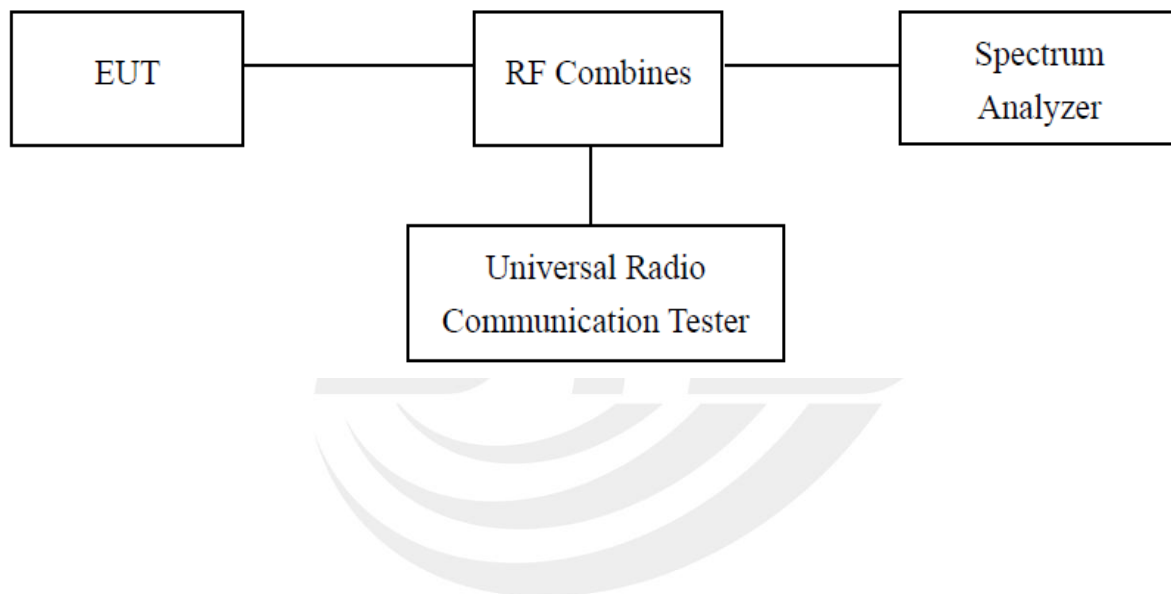 EUT
RF Combines
Spectrum
Analyzer
Universal Radio
Communication Tester